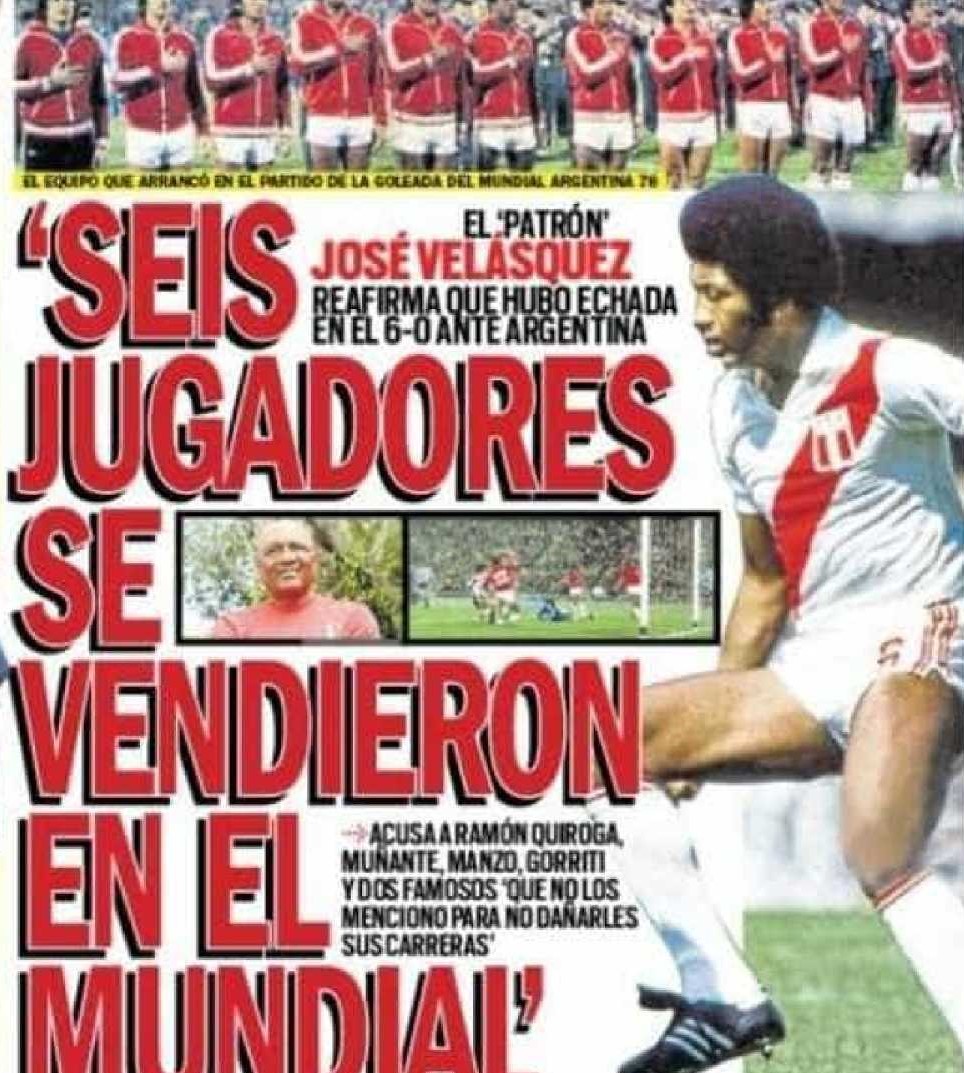 EL EQUIPO QUE ARRANCÓ EN EL PARTIDO DE LA GOLEADA DEL MUNDIAL ARGENTINA 78
'SEIS
JUGADORES
SE
VENDIERON
EN EL
MUNDIAL'
EL 'PATRÓN'
JOSÉ VELÁSQUEZ
REAFIRMA QUE HUBO ECHADA
EN EL 6-0 ANTE ARGENTINA
ACUSA A RAMÓN QUIROGA,
MUÑANTE, MANZO, GORRITI
Y DOS FAMOSOS 'QUE NO LOS
MENCIONO PARA NO DAÑARLES
SUS CARRERAS'